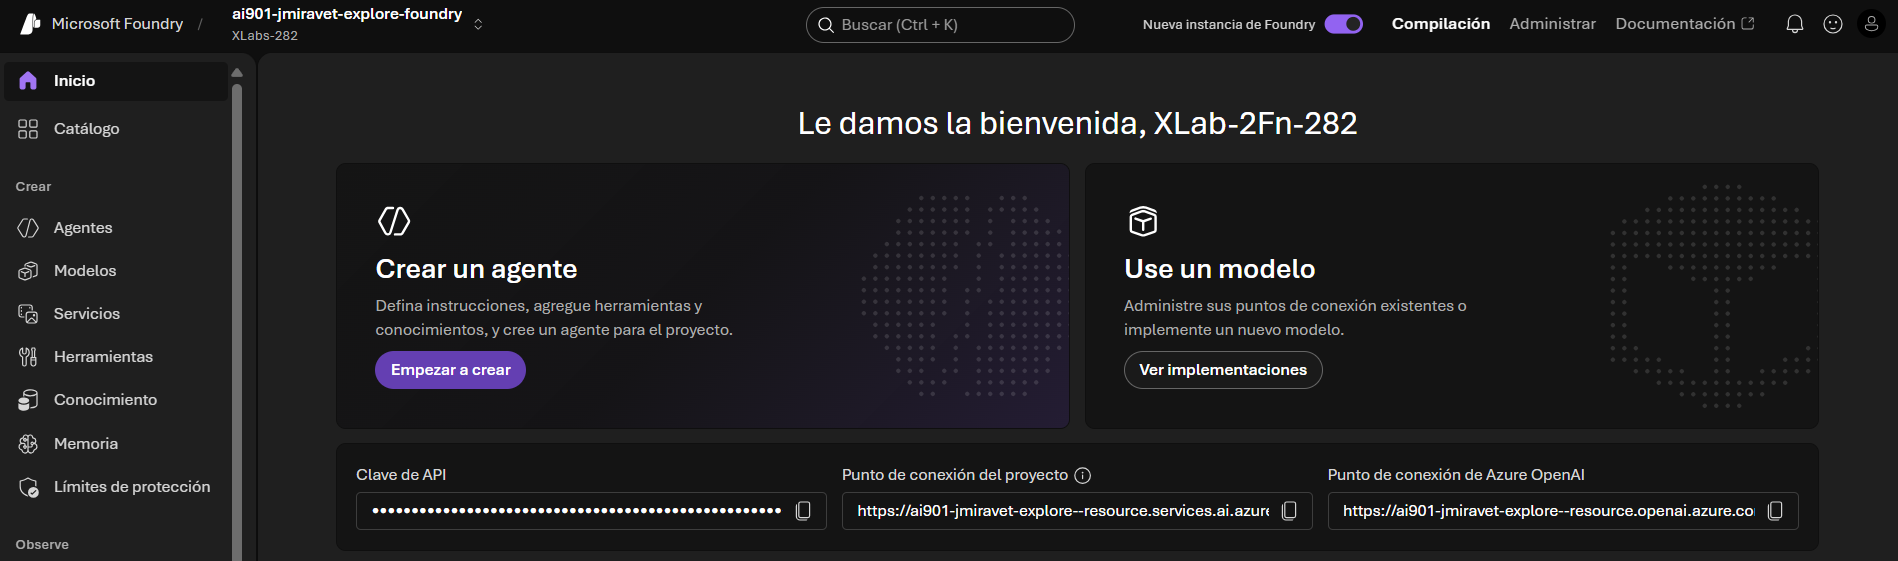 Microsoft Foundry / ai901-jmiravet-explore-foundry
XLabs-282
Buscar (Ctrl + K)
Nueva instancia de Foundry
Compilación
Administrar
Documentación
Inicio
Catálogo
Crear
Agentes
Modelos
Servicios
Herramientas
Conocimiento
Memoria
Límites de protección
Observe
Le damos la bienvenida, XLab-2Fn-282
Crear un agente
Defina instrucciones, agregue herramientas y
conocimientos, y cree un agente para el proyecto.
Empezar a crear
Use un modelo
Administre sus puntos de conexión existentes o
implemente un nuevo modelo.
Ver implementaciones
Clave de API
••••••••••••••••••••••••••••••••••••••••••••••••••••
Punto de conexión del proyecto
https://ai901-jmiravet-explore--resource.services.ai.azure
Punto de conexión de Azure OpenAI
https://ai901-jmiravet-explore--resource.openai.azure.co